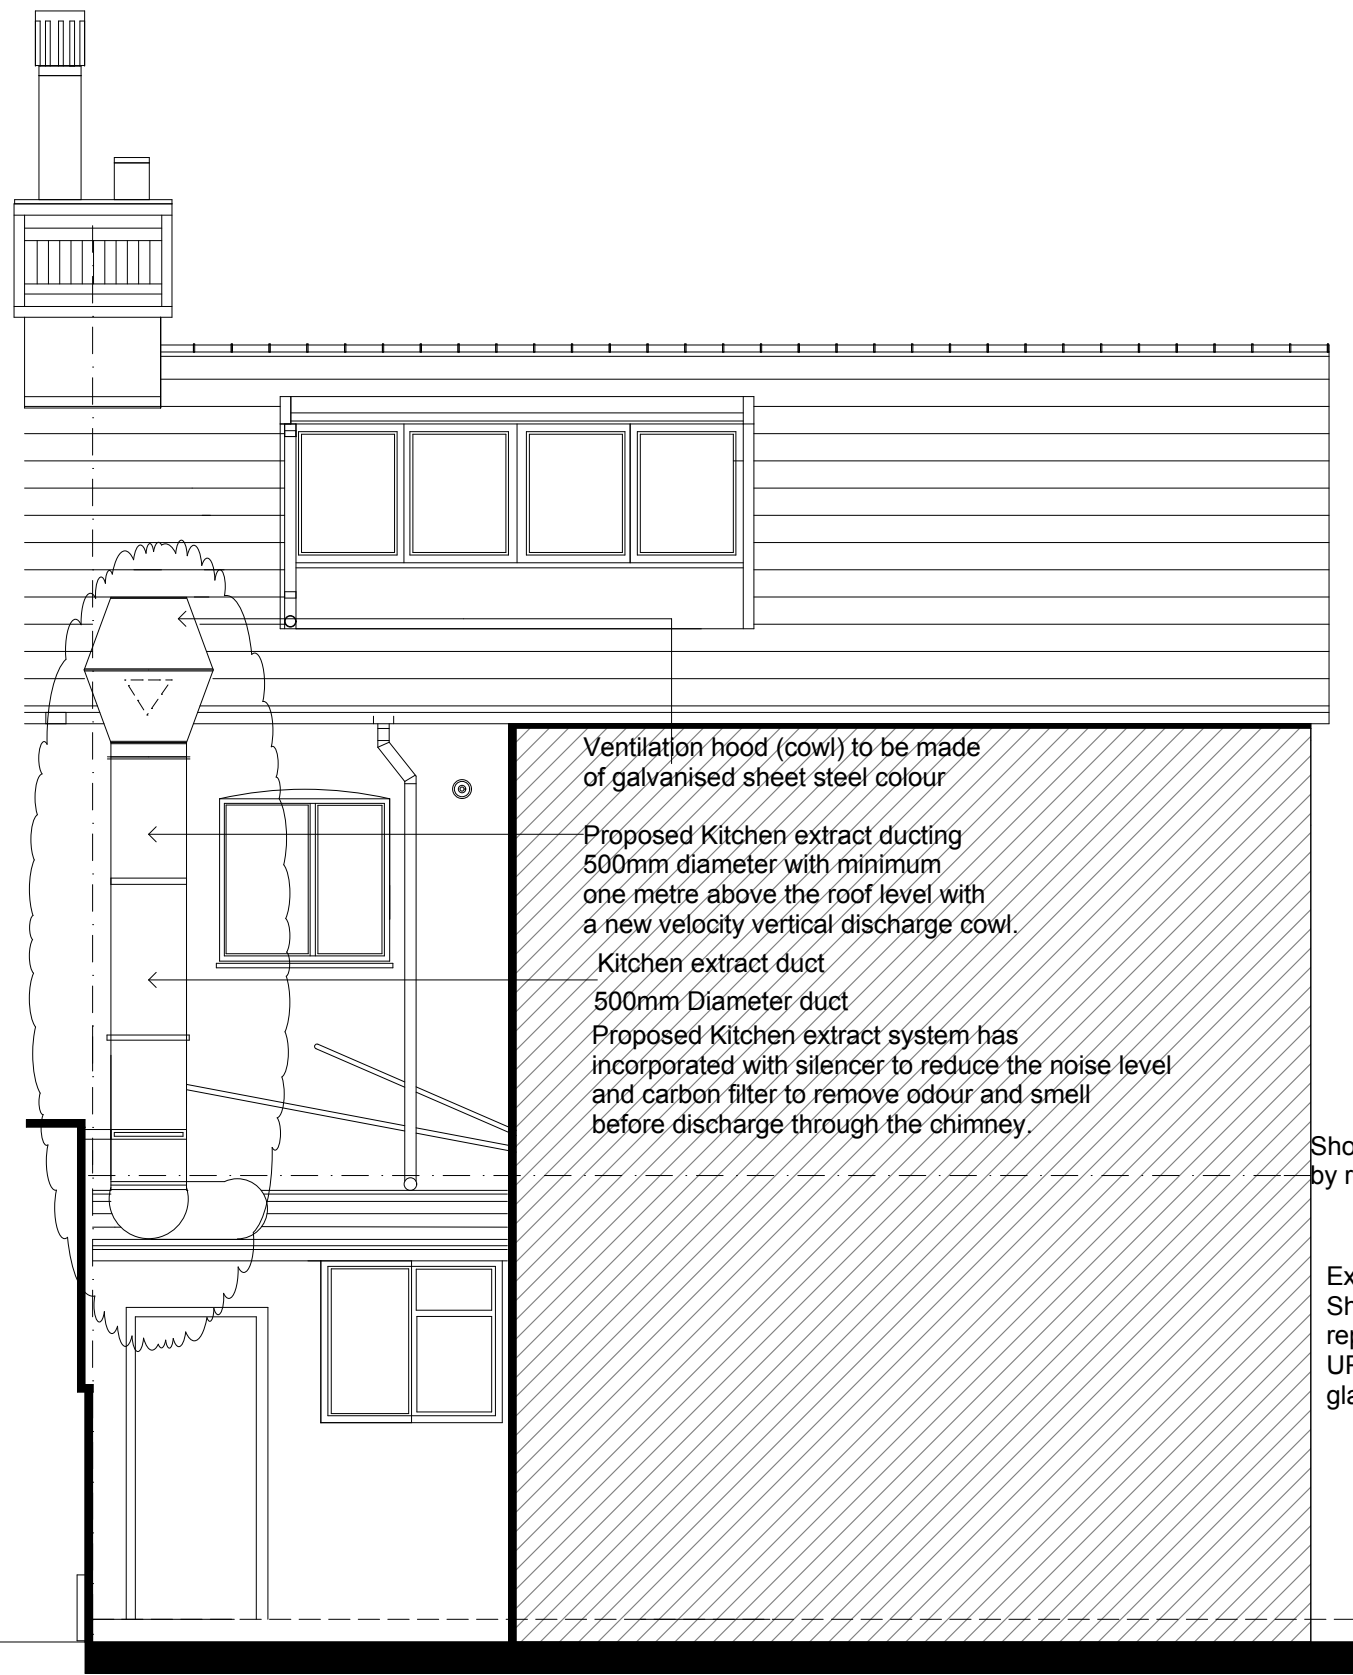 Ventilation hood (cowl) to be made
of galvanised sheet steel colour
Proposed Kitchen extract ducting
500mm diameter with minimum
one metre above the roof level with
a new velocity vertical discharge cowl.
Kitchen extract duct
500mm Diameter duct
Proposed Kitchen extract system has
incorporated with silencer to reduce the noise level
and carbon filter to remove odour and smell
before discharge through the chimney.
by